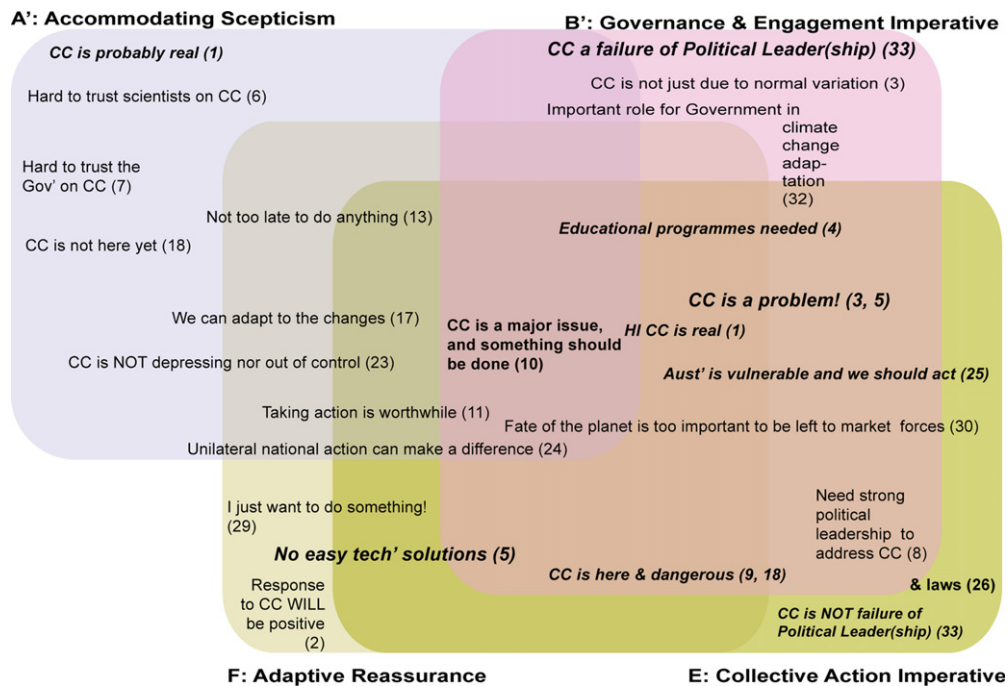 A': Accommodating Scepticism
B': Governance & Engagement Imperative
CC is probably real (1)
CC a failure of Political Leader(ship) (33)
CC is not just due to normal variation (3)
Hard to trust scientists on CC (6)
Important role for Government in
climate
change
adap-
tation
(32)
Hard to trust the
Gov' on CC (7)
Not too late to do anything (13)
Educational programmes needed (4)
CC is not here yet (18)
CC is a problem! (3, 5)
We can adapt to the changes (17)
CC is a major issue,
and something should
be done (10)
HI CC is real (1)
CC is NOT depressing nor out of control (23)
Aust' is vulnerable and we should act (25)
Taking action is worthwhile (11)
Fate of the planet is too important to be left to market forces (30)
Unilateral national action can make a difference (24)
I just want to do something!
(29)
Need strong
political
leadership to
address CC (8)
No easy tech' solutions (5)
CC is here & dangerous (9, 18)
& laws (26)
Response
to CC WILL
be positive
(2)
CC is NOT failure of
Political Leader(ship) (33)
F: Adaptive Reassurance
E: Collective Action Imperative